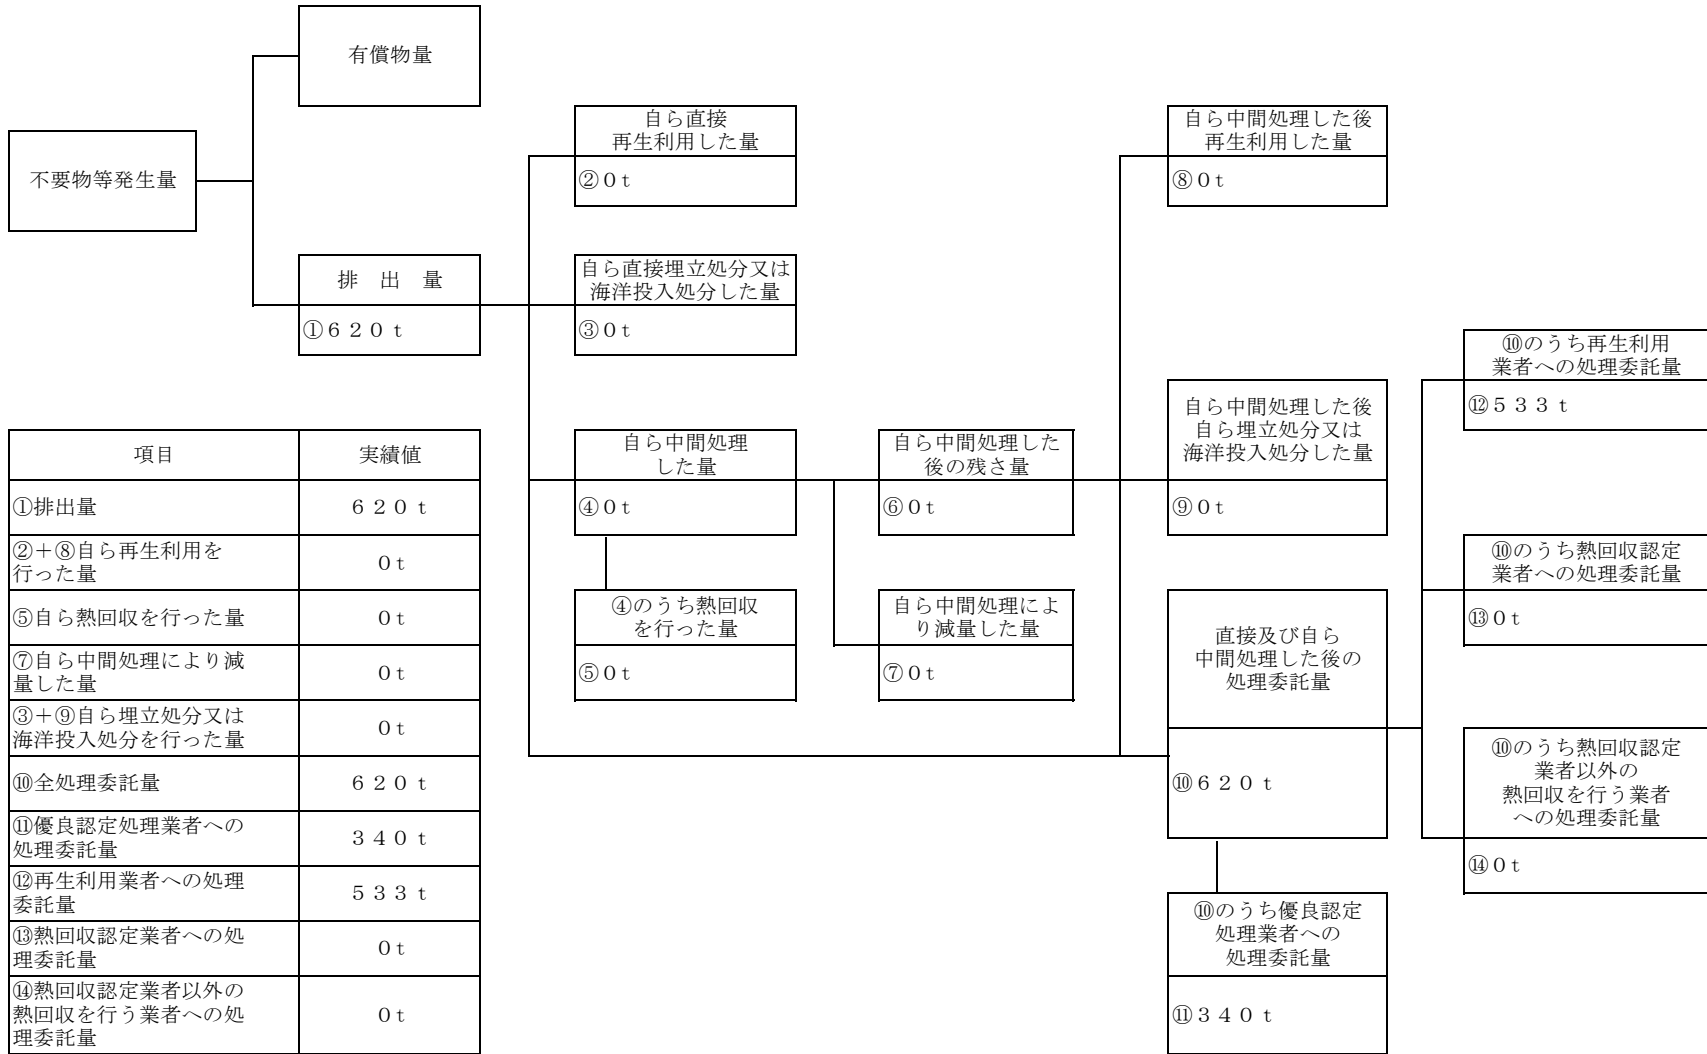 有償物量
不要物等発生量
排　出　量
①６２０ｔ
自ら直接
再生利用した量
②０ｔ
自ら直接埋立処分又は
海洋投入処分した量
③０ｔ
自ら中間処理
した量
④０ｔ
④のうち熱回収
を行った量
⑤０ｔ
自ら中間処理した
後の残さ量
⑥０ｔ
自ら中間処理によ
り減量した量
⑦０ｔ
自ら中間処理した後
再生利用した量
⑧０ｔ
自ら中間処理した後
自ら埋立処分又は
海洋投入処分した量
⑨０ｔ
直接及び自ら
中間処理した後の
処理委託量
⑩６２０ｔ
⑩のうち優良認定
処理業者への
処理委託量
⑪３４０ｔ
⑩のうち再生利用
業者への処理委託量
⑫５３３ｔ
⑩のうち熱回収認定
業者への処理委託量
⑬０ｔ
⑩のうち熱回収認定
業者以外の
熱回収を行う業者
への処理委託量
⑭０ｔ
項目　実績値
①排出量　６２０ｔ
②＋⑧自ら再生利用を
行った量　０ｔ
⑤自ら熱回収を行った量　０ｔ
⑦自ら中間処理により減
量した量　０ｔ
③＋⑨自ら埋立処分又は
海洋投入処分を行った量　０ｔ
⑩全処理委託量　６２０ｔ
⑪優良認定処理業者への
処理委託量　３４０ｔ
⑫再生利用業者への処理
委託量　５３３ｔ
⑬熱回収認定業者への処
理委託量　０ｔ
⑭熱回収認定業者以外の
熱回収を行う業者への処
理委託量　０ｔ